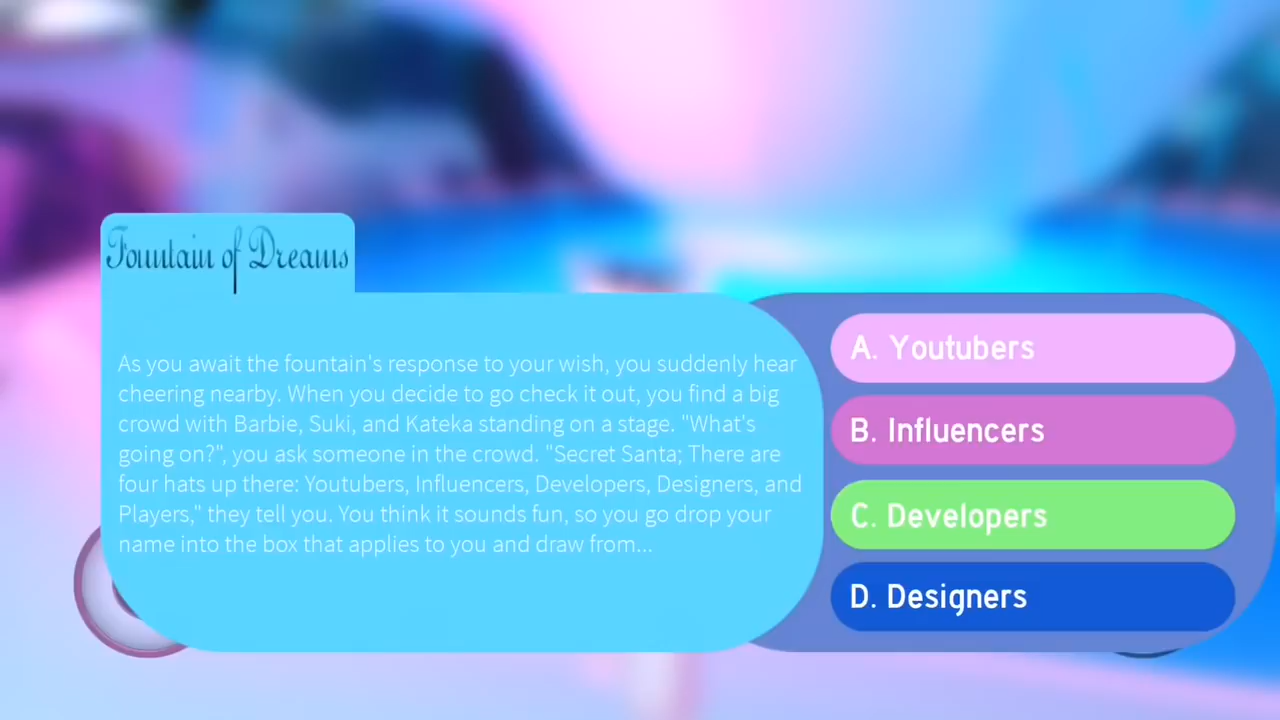 Fountain of Dreams
As you await the fountain's response to your wish, you suddenly hear
cheering nearby. When you decide to go check it out, you find a big
crowd with Barbie, Suki, and Kateka standing on a stage. "What's
going on?", you ask someone in the crowd. "Secret Santa; There are
four hats up there: Youtubers, Influencers, Developers, Designers, and
Players," they tell you. You think it sounds fun, so you go drop your
name into the box that applies to you and draw from...
A. Youtubers
B. Influencers
C. Developers
D. Designers